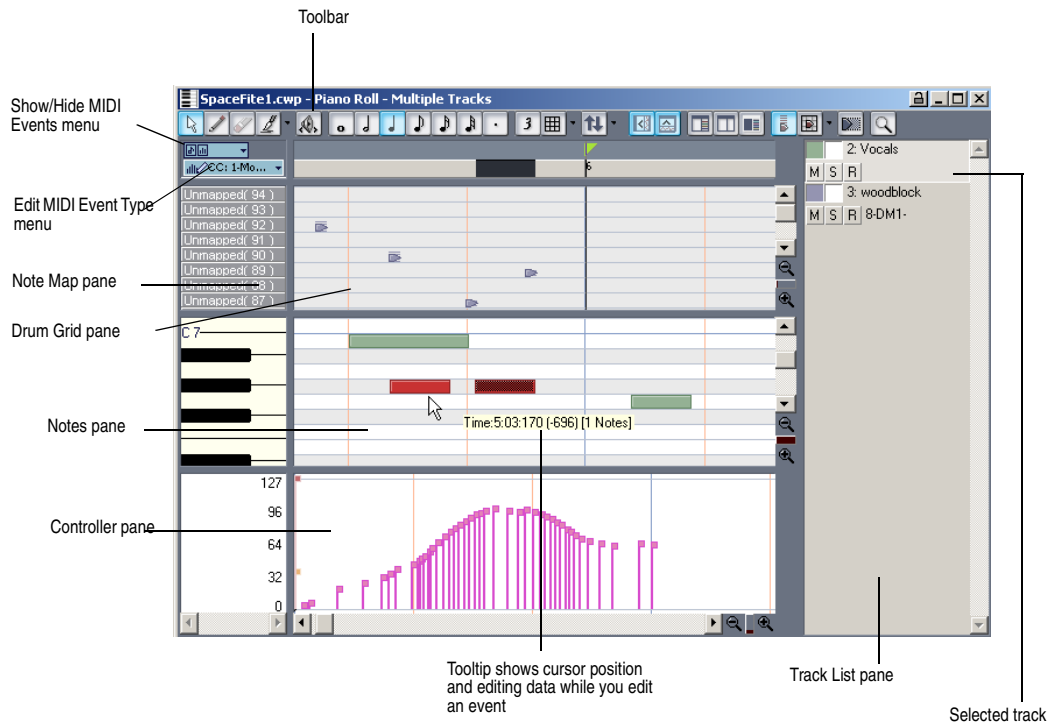 Toolbar
Show/Hide MIDI
Events menu
SpaceFite1.cwp - Piano Roll - Multiple Tracks
3
CC: 1-Mo...
6
2: Vocals
M S R
3: woodblock
M S R 8-DM1-
Edit MIDI Event Type
menu
Unmapped( 94 )
Unmapped( 93 )
Unmapped( 92 )
Unmapped( 91 )
Unmapped( 90 )
Unmapped( 89 )
Unmapped( 88 )
Unmapped( 87 )
Note Map pane
Drum Grid pane
C 7
Notes pane
Time:5:03:170 (-696) [1 Notes]
Controller pane
127
96
64
32
0
Tooltip shows cursor position
and editing data while you edit
an event
Track List pane
Selected track